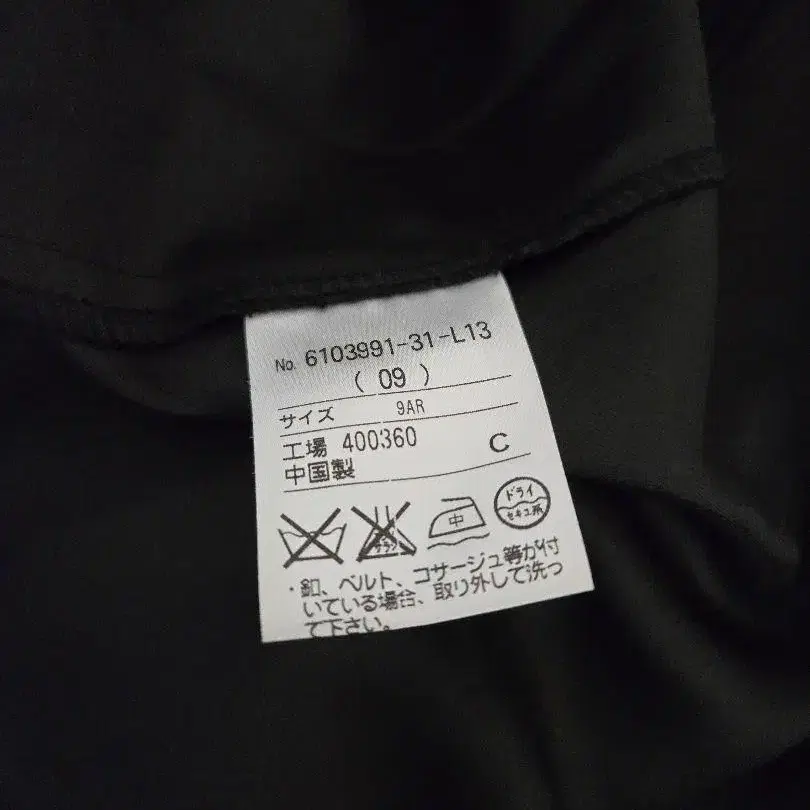 No. 6103991-31-L13
( 09 )
サイズ 9AR
工場 400360 C
中国製
中
ドライ
セキユ系
・釦、ベルト、コサージュ等が付
いている場合、取り外して洗っ
て下さい。